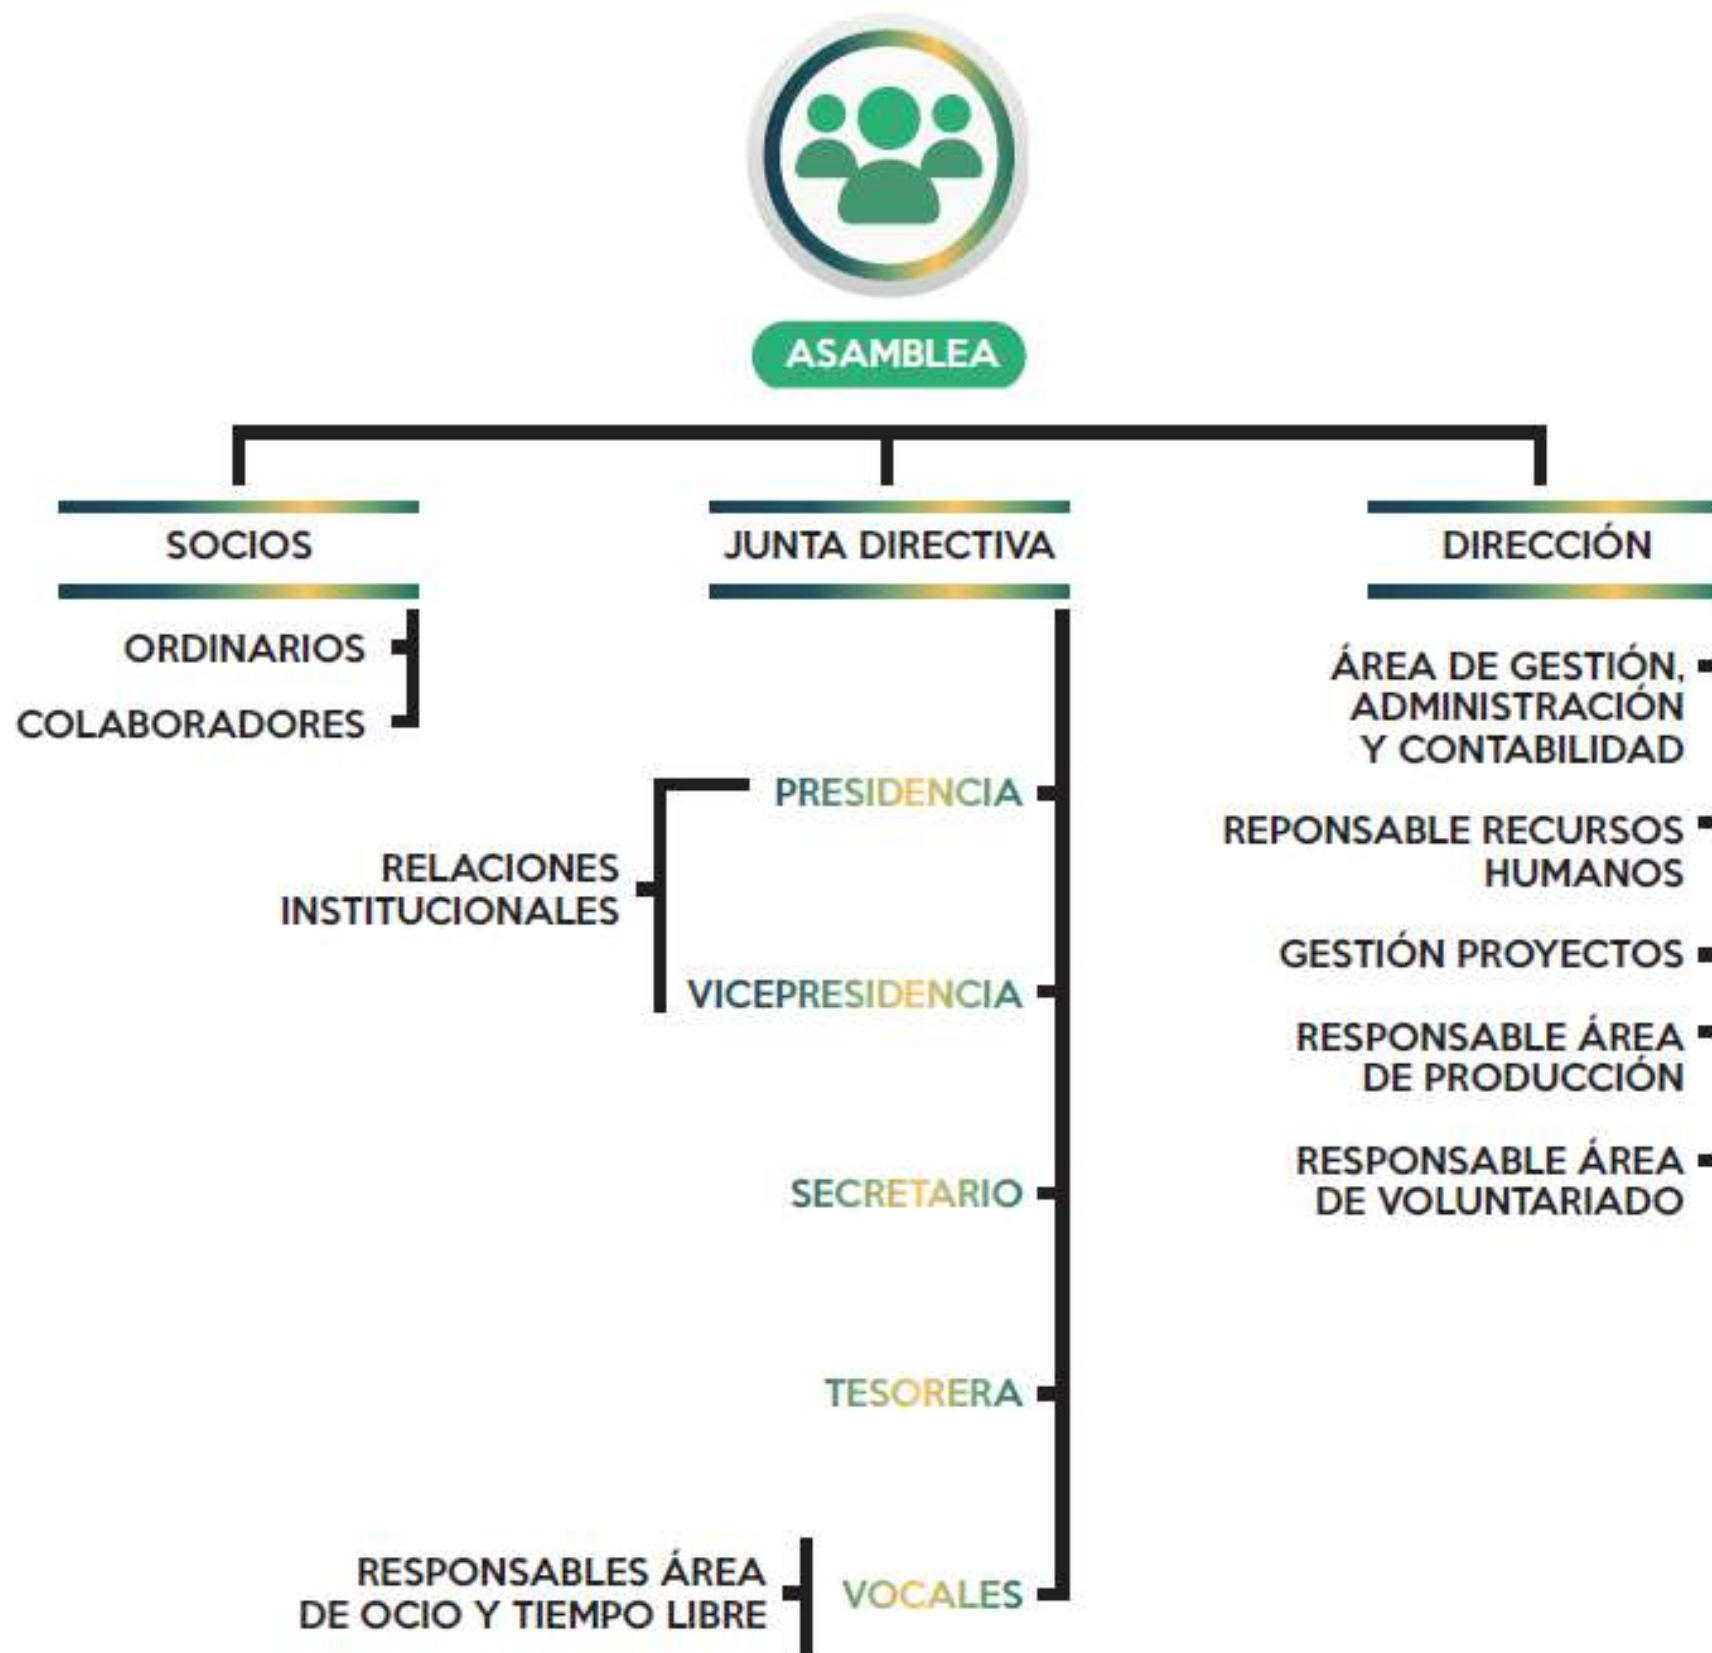 ASAMBLEA
SOCIOS
ORDINARIOS
COLABORADORES
JUNTA DIRECTIVA
PRESIDENCIA
RELACIONES
INSTITUCIONALES
VICEPRESIDENCIA
SECRETARIO
TESORERA
VOCALES
RESPONSABLES ÁREA
DE OCIO Y TIEMPO LIBRE
DIRECCIÓN
ÁREA DE GESTIÓN,
ADMINISTRACIÓN
Y CONTABILIDAD
REPONSABLE RECURSOS
HUMANOS
GESTIÓN PROYECTOS
RESPONSABLE ÁREA
DE PRODUCCIÓN
RESPONSABLE ÁREA
DE VOLUNTARIADO